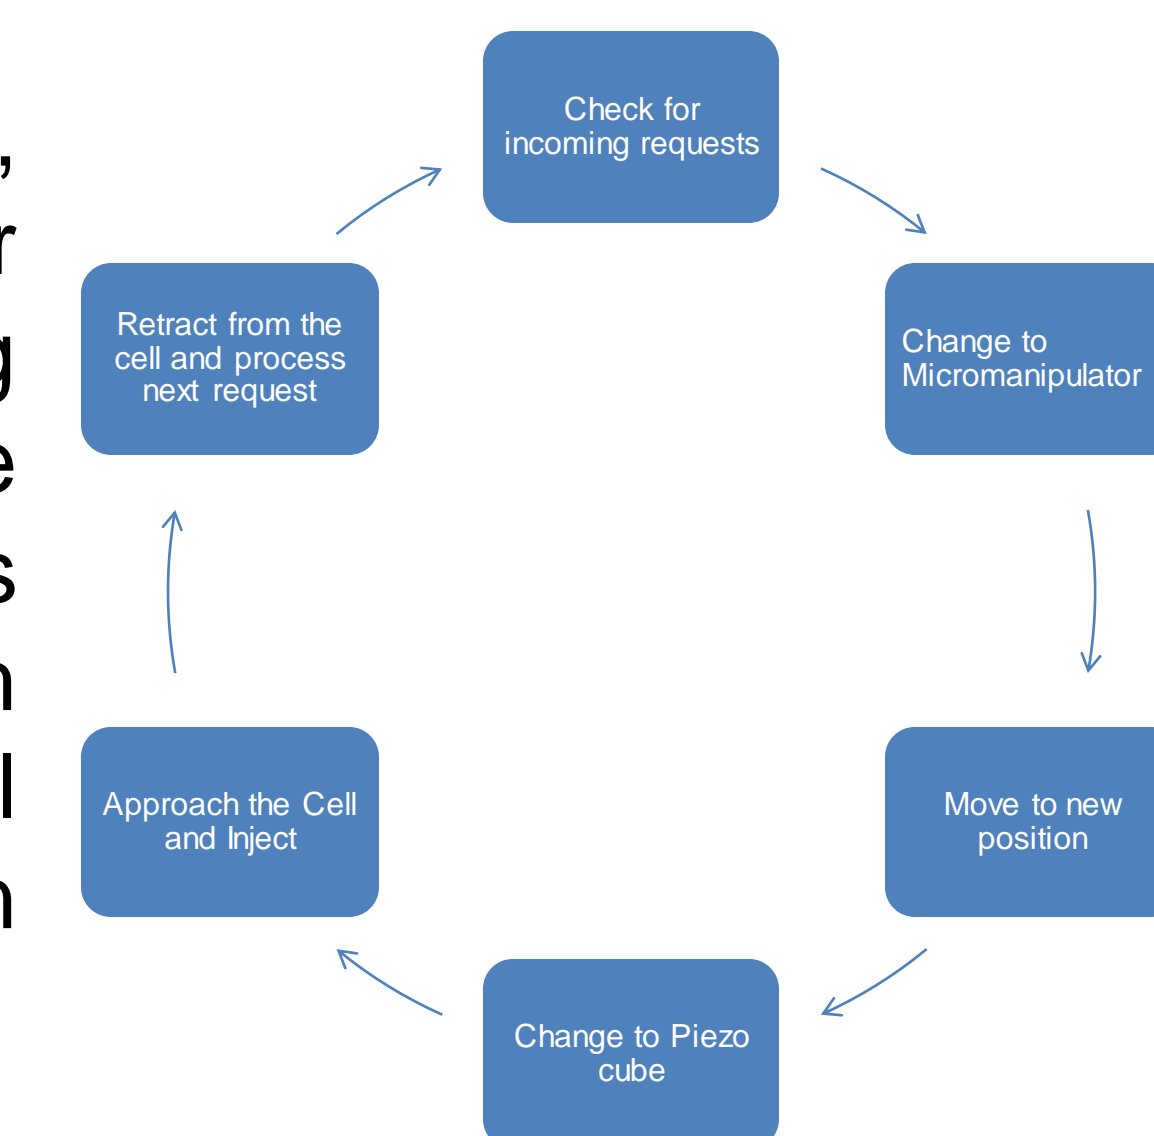 ,
r
g
e
s
n
l
n
Check for
incoming requests
Change to
Micromanipulator
Move to new
position
Change to Piezo
cube
Approach the Cell
and Inject
Retract from the
cell and process
next request